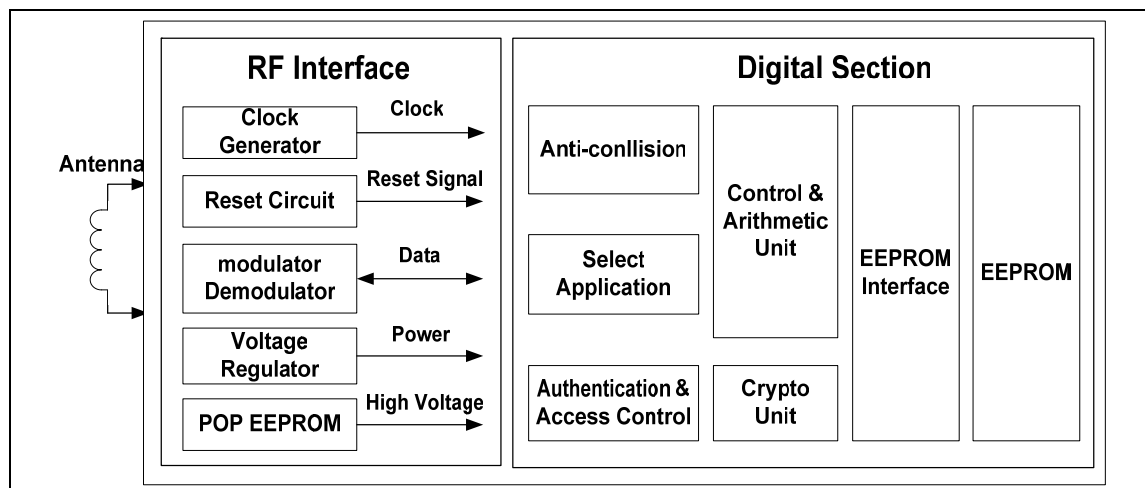 RF Interface
Clock
Generator
Clock
Reset Circuit
Reset Signal
modulator
Demodulator
Data
Voltage
Regulator
Power
POP EEPROM
High Voltage
Antenna
Digital Section
Anti-conllision
Select
Application
Authentication &
Access Control
Control &
Arithmetic
Unit
Crypto
Unit
EEPROM
Interface
EEPROM